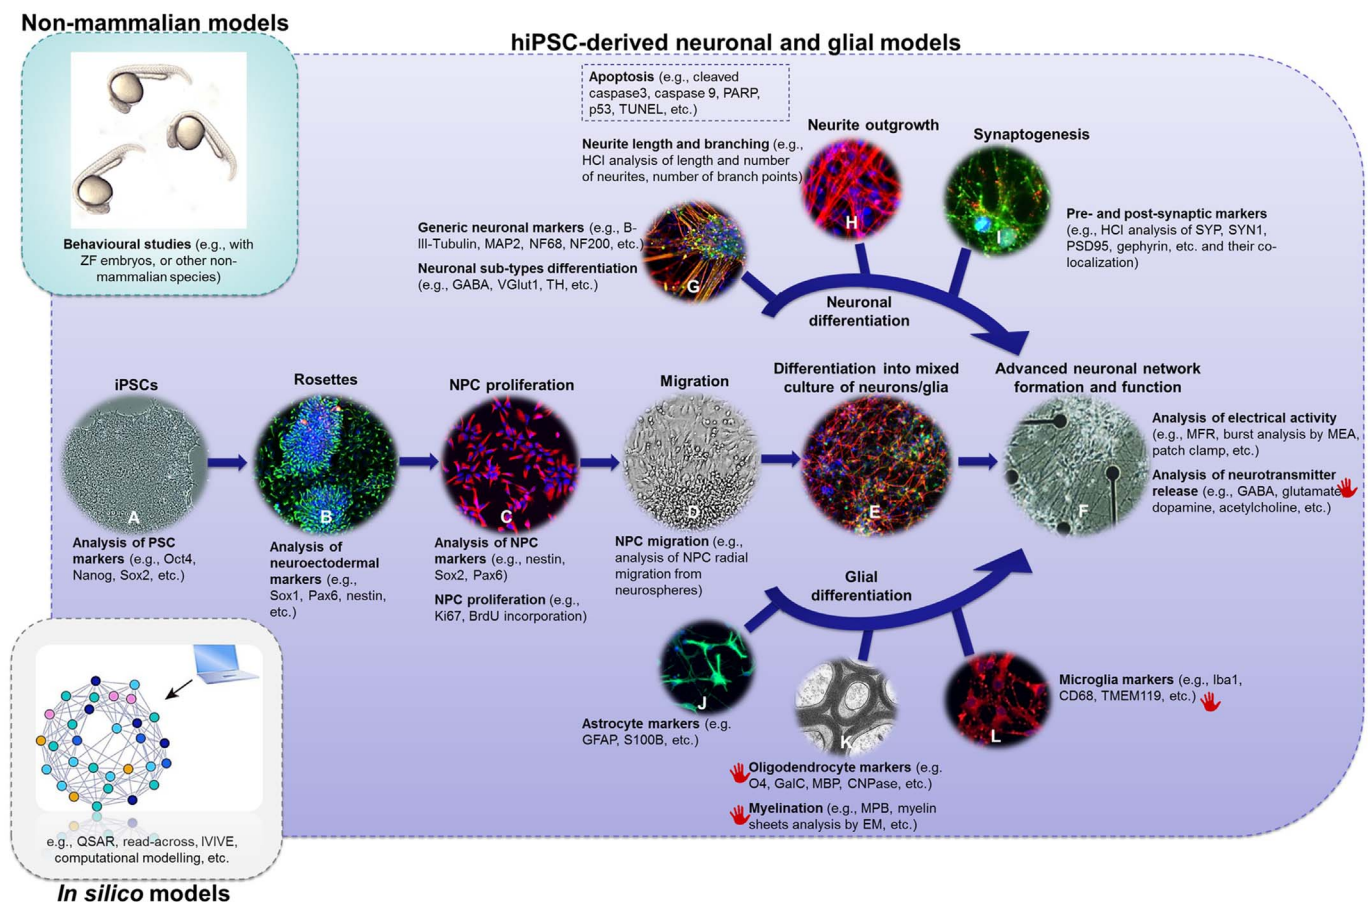 Non-mammalian models
Behavioural studies (e.g., with
ZF embryos, or other non-
mammalian species)
hiPSC-derived neuronal and glial models
Apoptosis (e.g., cleaved
caspase3, caspase 9, PARP,
p53, TUNEL, etc.)
Neurite length and branching (e.g.,
HCI analysis of length and number
of neurites, number of branch points)
Generic neuronal markers (e.g., B-
III-Tubulin, MAP2, NF68, NF200, etc.)
Neuronal sub-types differentiation
(e.g., GABA, VGlut1, TH, etc.)
G
Neurite outgrowth
H
Synaptogenesis
I
Pre- and post-synaptic markers
(e.g., HCI analysis of SYP, SYN1,
PSD95, gephyrin, etc. and their co-
localization)
Neuronal
differentiation
iPSCs
A
Analysis of PSC
markers (e.g., Oct4,
Nanog, Sox2, etc.)
Rosettes
B
Analysis of
neuroectodermal
markers (e.g.,
Sox1, Pax6, nestin,
etc.)
NPC proliferation
C
Analysis of NPC
markers (e.g., nestin,
Sox2, Pax6)
NPC proliferation (e.g.,
Ki67, BrdU incorporation)
Migration
D
NPC migration (e.g.,
analysis of NPC radial
migration from
neurospheres)
Differentiation into mixed
culture of neurons/glia
E
Advanced neuronal network
formation and function
F
Analysis of electrical activity
(e.g., MFR, burst analysis by MEA,
patch clamp, etc.)
Analysis of neurotransmitter
release (e.g., GABA, glutamate
dopamine, acetylcholine, etc.)
Glial
differentiation
J
Astrocyte markers (e.g.
GFAP, S100B, etc.)
K
Oligodendrocyte markers (e.g.
O4, GalC, MBP, CNPase, etc.)
Myelination (e.g., MPB, myelin
sheets analysis by EM, etc.)
L
Microglia markers (e.g., Iba1,
CD68, TMEM119, etc.)
e.g., QSAR, read-across, IVIVE,
computational modelling, etc.
In silico models